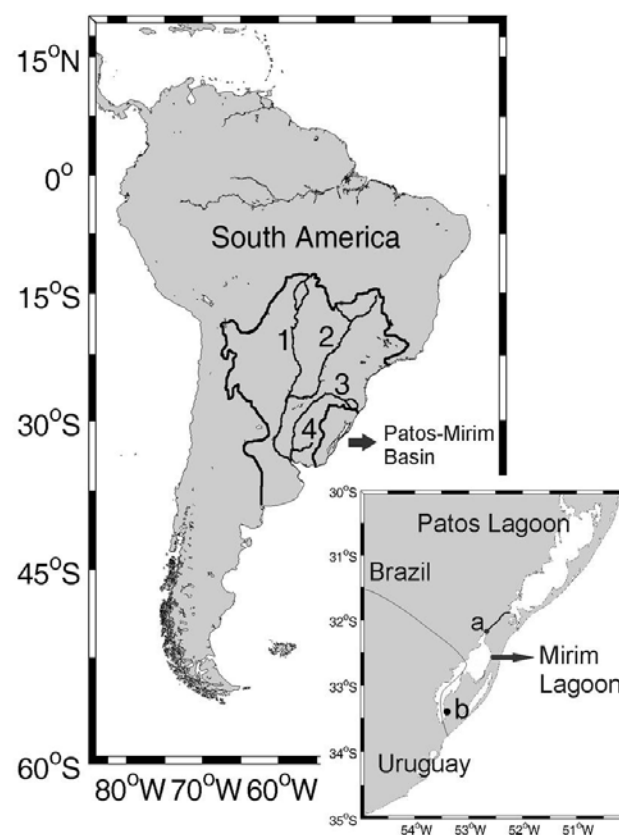 15°N
0°
South America
15°S
1
2
3
30°S
4
Patos-Mirim
Basin
45°S
60°S
80°W 70°W 60°W
30°S
Patos Lagoon
31°S
Brazil
a
32°S
Mirim
Lagoon
33°S
b
34°S
Uruguay
35°S
54°W 53°W 52°W 51°W